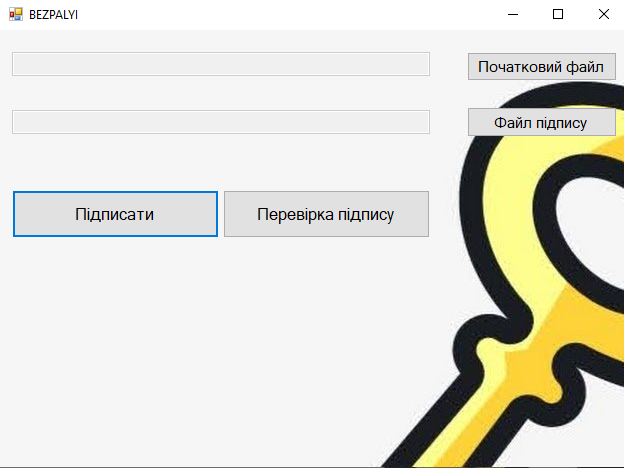 BEZPALYI
Початковий файл
Файл підпису
Підписати
Перевірка підпису